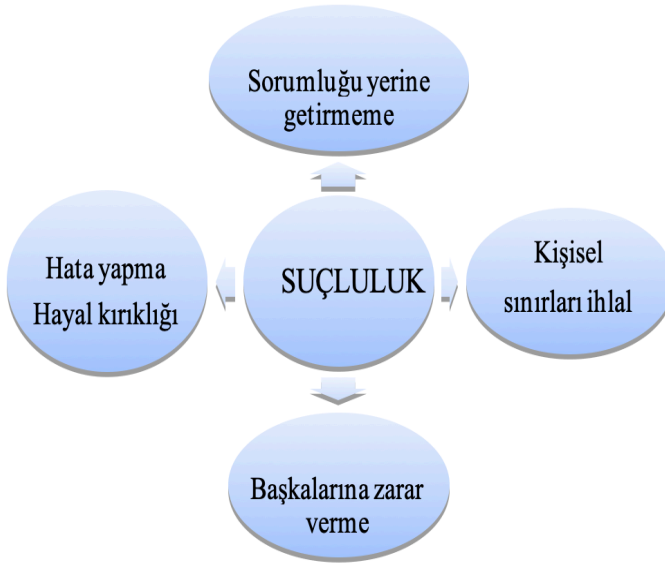 Sorumluğu yerine
getirmeme
Hata yapma
Hayal kırıklığı
SUÇLULUK
Kişisel
sınırları ihlal
Başkalarına zarar
verme